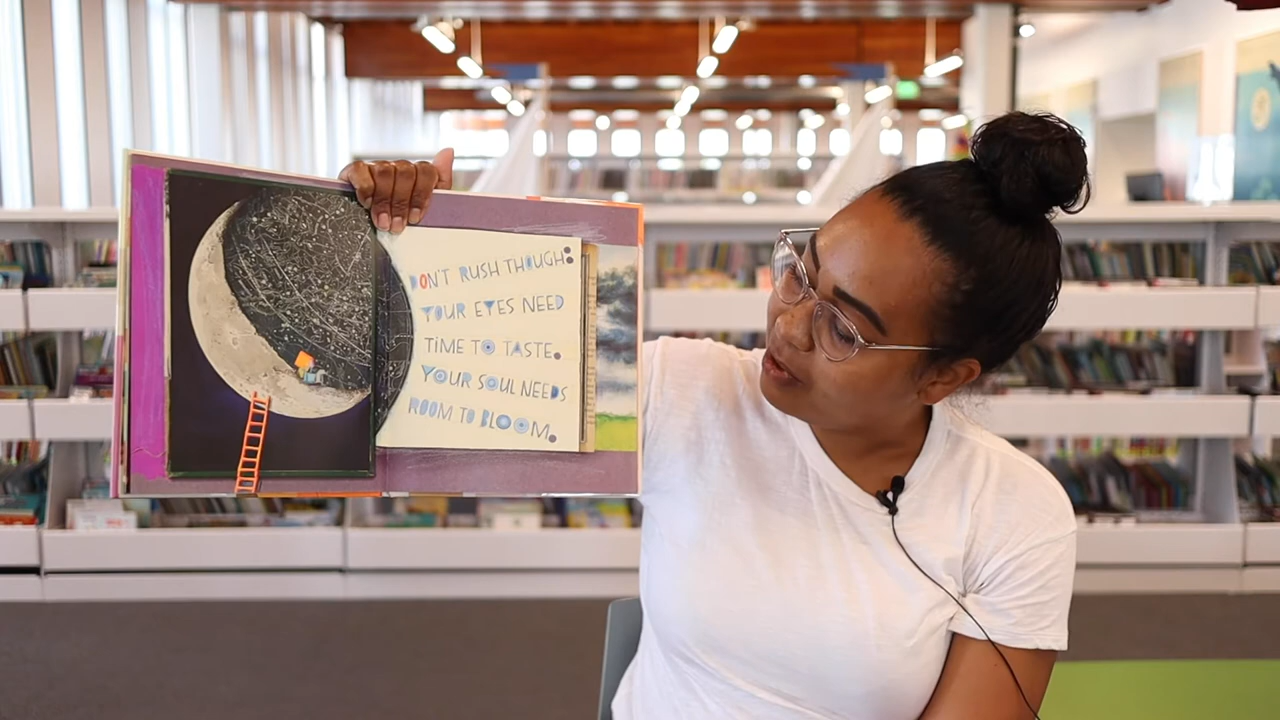 DON'T RUSH THOUGH:
YOUR EYES NEED
TiME TO TASTE.
YOUR SOUL NEEDS
ROOM TO BLOOM.